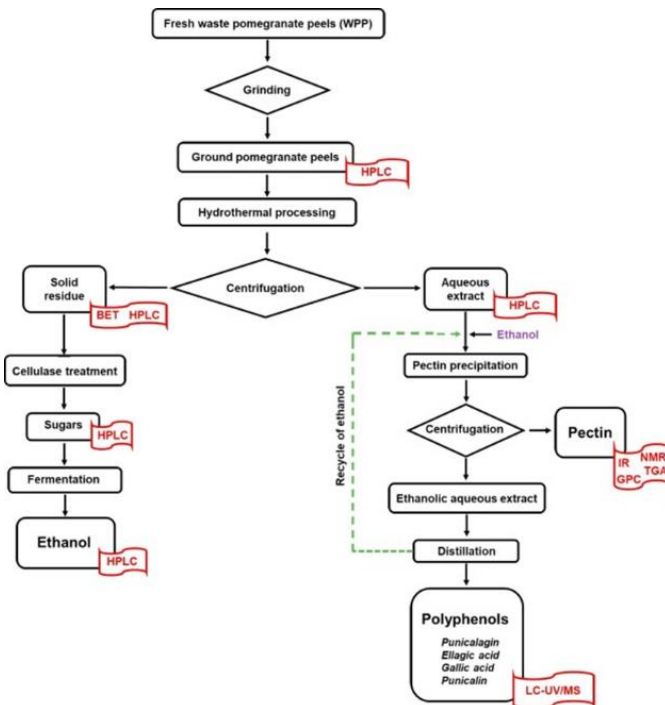 Fresh waste pomegranate peels (WPP)
Grinding
Ground pomegranate peels
HPLC
Hydrothermal processing
Centrifugation
Solid
residue
BET HPLC
Cellulase treatment
Sugars
HPLC
Fermentation
Ethanol
HPLC
Aqueous
extract
HPLC
Ethanol
Pectin precipitation
Centrifugation
Pectin
IR NMR
GPC TGA
Ethanolic aqueous extract
Distillation
Recycle of ethanol
Polyphenols
Punicalagin
Ellagic acid
Gallic acid
Punicalin
LC-UV/MS